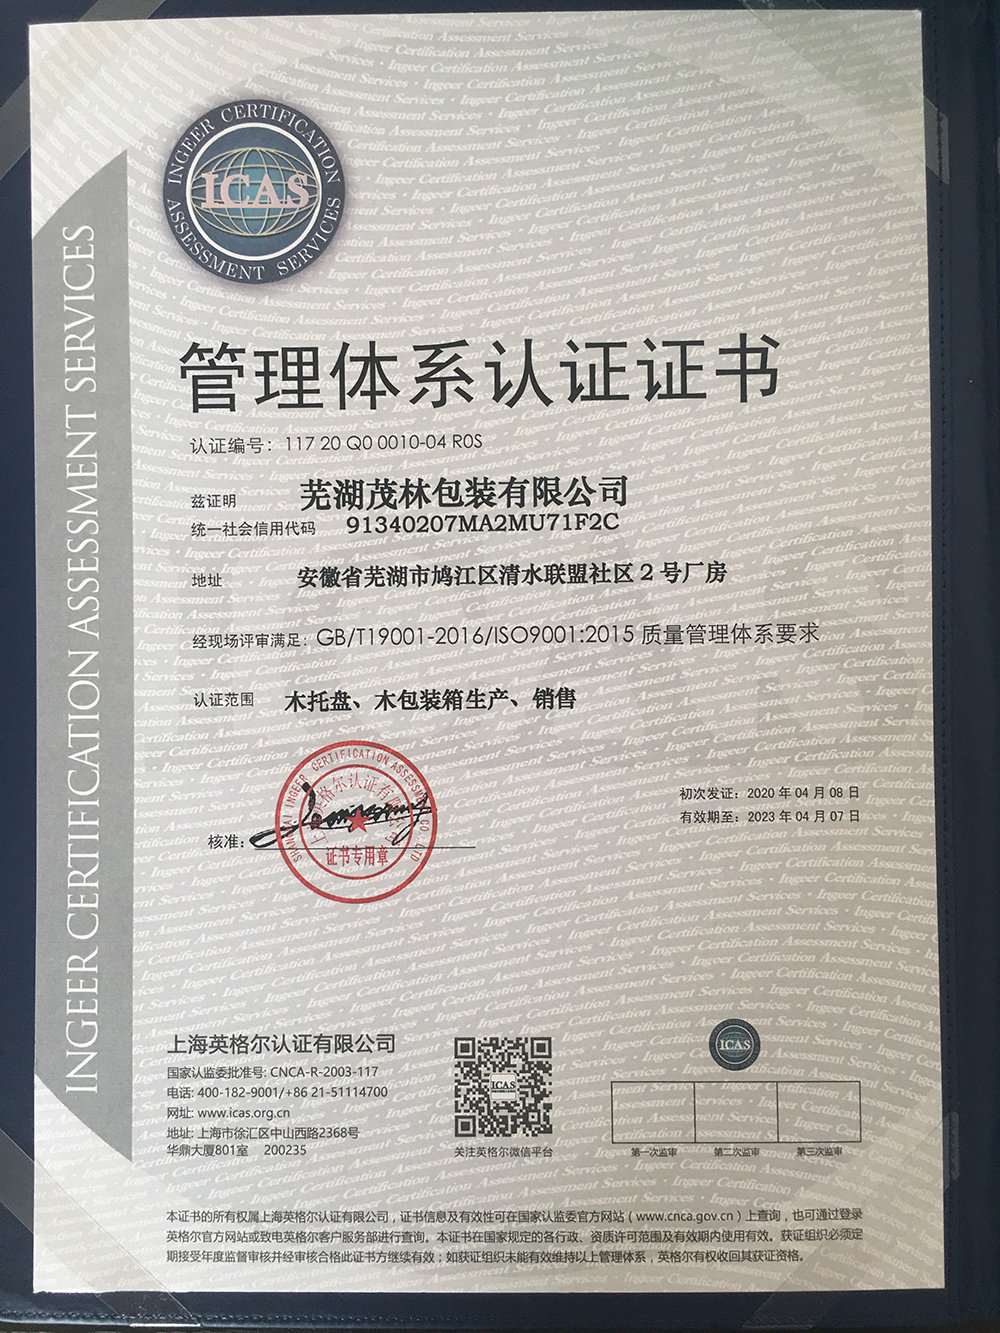 INGEER CERTIFICATION
ASSESSMENT SERVICES
ICAS
INGEER CERTIFICATION ASSESSMENT SERVICES
管理体系认证证书
认证编号：117 20 Q0 0010-04 R0S
兹证明 芜湖茂林包装有限公司
统一社会信用代码 91340207MA2MU71F2C
地址 安徽省芜湖市鸠江区清水联盟社区 2 号厂房
经现场评审满足：GB/T19001-2016/ISO9001:2015 质量管理体系要求
认证范围 木托盘、木包装箱生产、销售
初次发证：2020 年 04 月 08 日
有效期至：2023 年 04 月 07 日
核准：
证书专用章
上海英格尔认证有限公司
国家认监委批准号: CNCA-R-2003-117
电话: 400-182-9001/+86 21-51114700
网址: www.icas.org.cn
地址: 上海市徐汇区中山西路2368号
华鼎大厦801室 200235
ICAS
关注英格尔微信平台
ICAS
第一次监审 第二次监审 第三次监审
本证书的所有权属上海英格尔认证有限公司，证书信息及有效性可在国家认监委官方网站（www.cnca.gov.cn）上查询，也可通过登录
英格尔官方网站或致电英格尔客户服务部进行查询。本证书在国家规定的各行政、资质许可范围及有效期内使用有效。获证组织必须定
期接受年度监督审核并经审核合格此证书方继续有效；如获证组织未能有效维持以上管理体系，英格尔有权收回其获证资格。